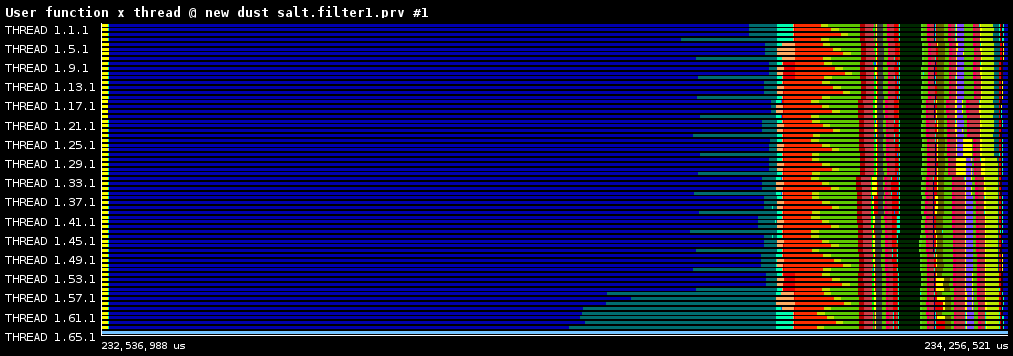 User function x thread @ new dust salt.filter1.prv #1
THREAD 1.1.1
THREAD 1.5.1
THREAD 1.9.1
THREAD 1.13.1
THREAD 1.17.1
THREAD 1.21.1
THREAD 1.25.1
THREAD 1.29.1
THREAD 1.33.1
THREAD 1.37.1
THREAD 1.41.1
THREAD 1.45.1
THREAD 1.49.1
THREAD 1.53.1
THREAD 1.57.1
THREAD 1.61.1
THREAD 1.65.1
232,536,988 us 234,256,521 us